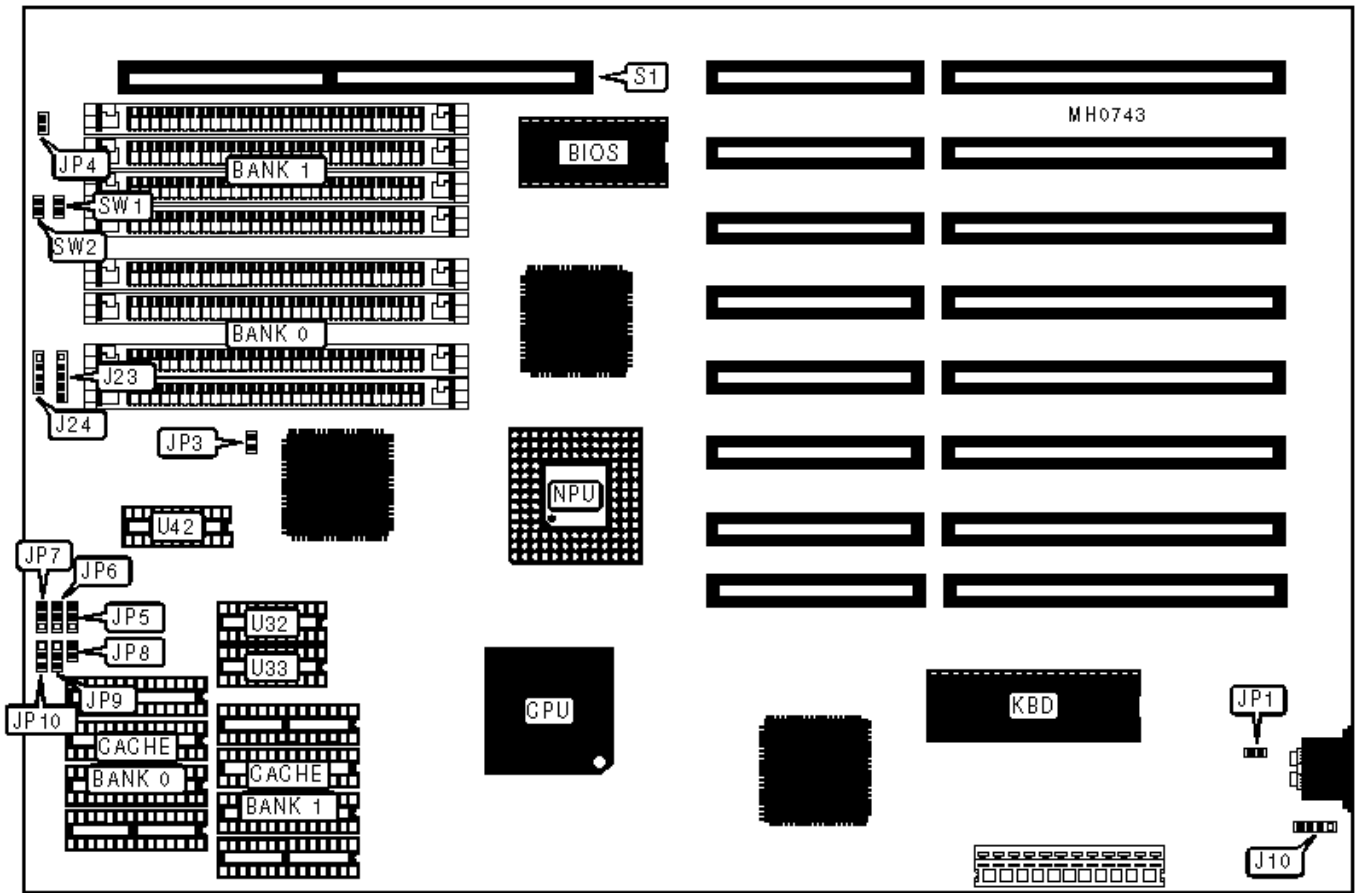 S1
MH0743
JP4
BANK 1
BIOS
SW1
SW2
BANK 0
J23
J24
JP3
NPU
U42
JP7
JP6
JP5
U32
JP8
U33
JP9
JP10
CPU
KBD
JP1
CACHE
BANK 0
CACHE
BANK 1
J10